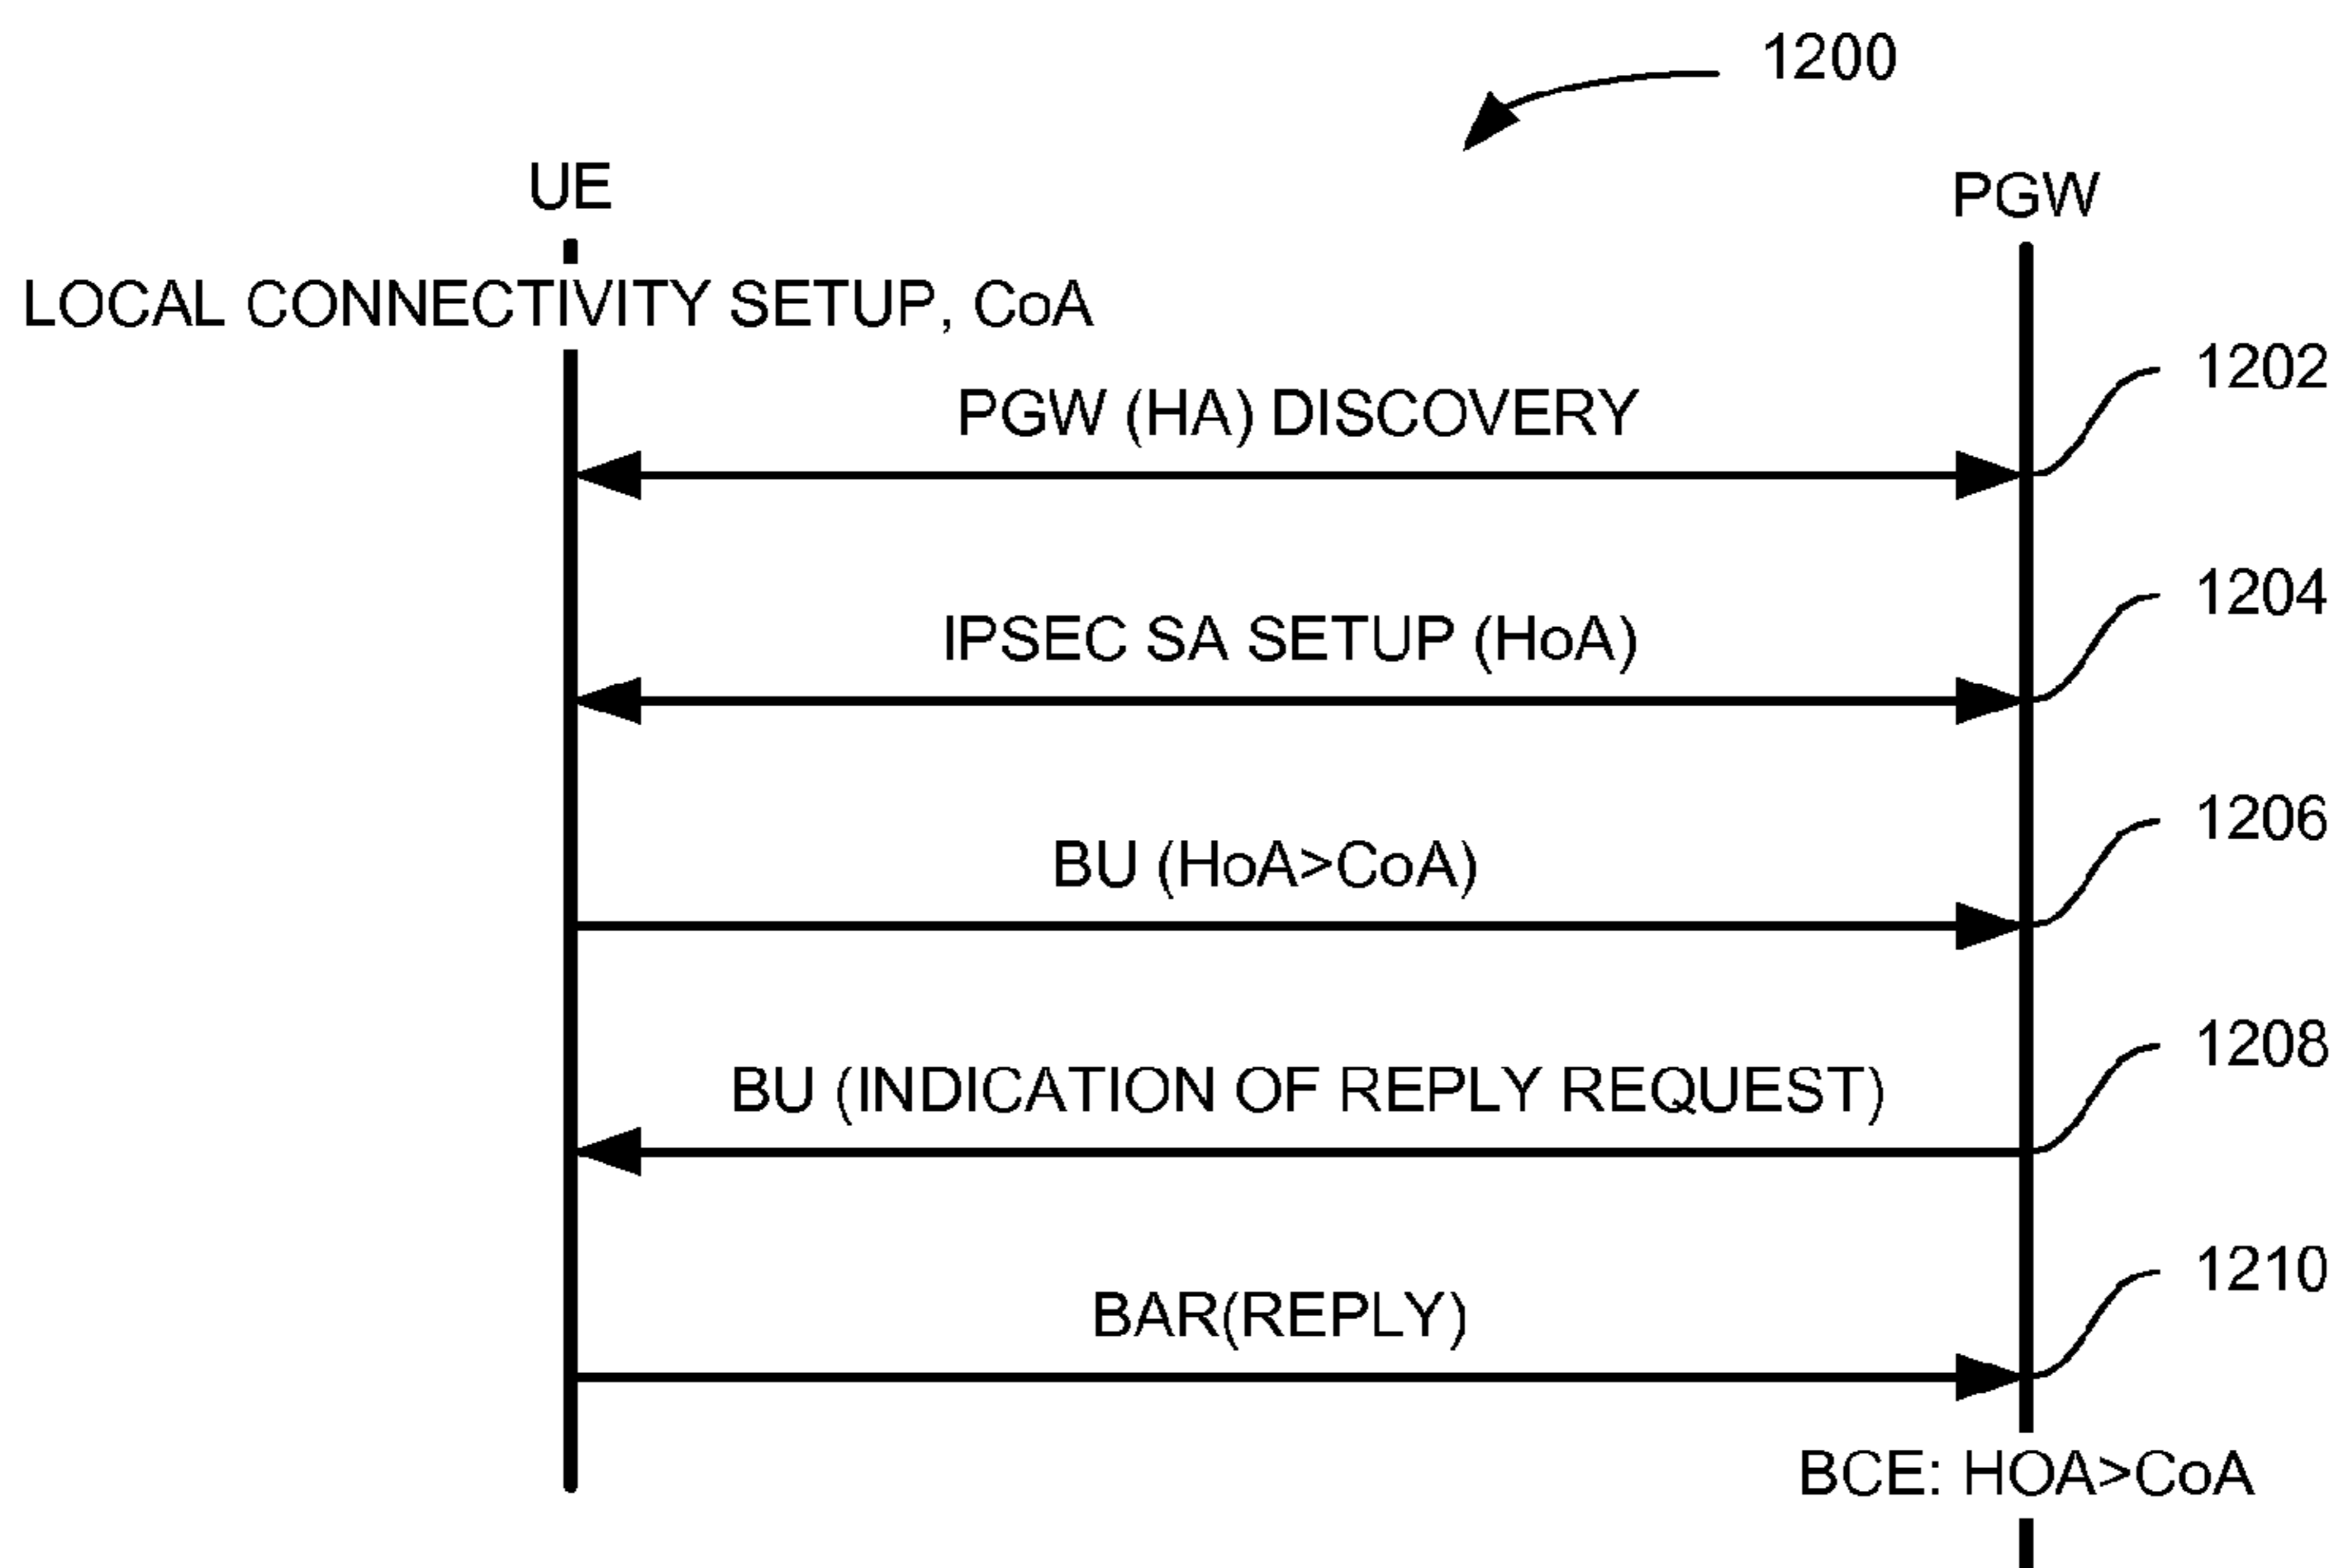 1200
UE
PGW
LOCAL CONNECTIVITY SETUP, CoA
1202
PGW (HA) DISCOVERY
1204
IPSEC SA SETUP (HoA)
1206
BU (HoA>CoA)
1208
BU (INDICATION OF REPLY REQUEST)
1210
BAR(REPLY)
BCE: HOA>CoA